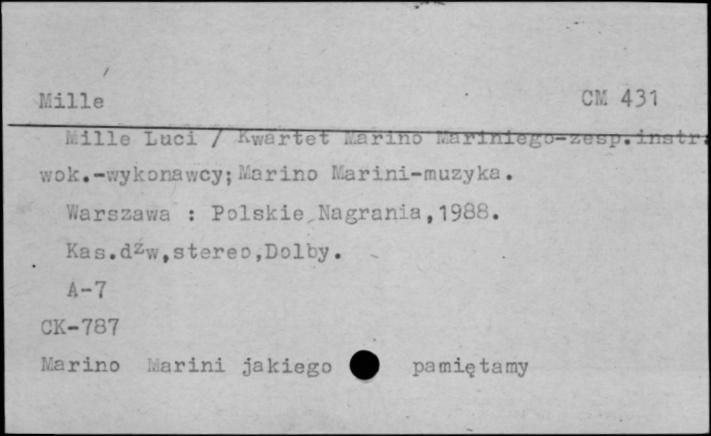 Mille CM 431
Mille Luci / Kwartet Marino Mariniego-zesp.instr.
wok.-wykonawcy; Marino Marini-muzyka.
Warszawa : Polskie Nagrania,1988.
Kas.dźw,stereo,Dolby.
A-7
CK-787
Marino Marini jakiego pamiętamy